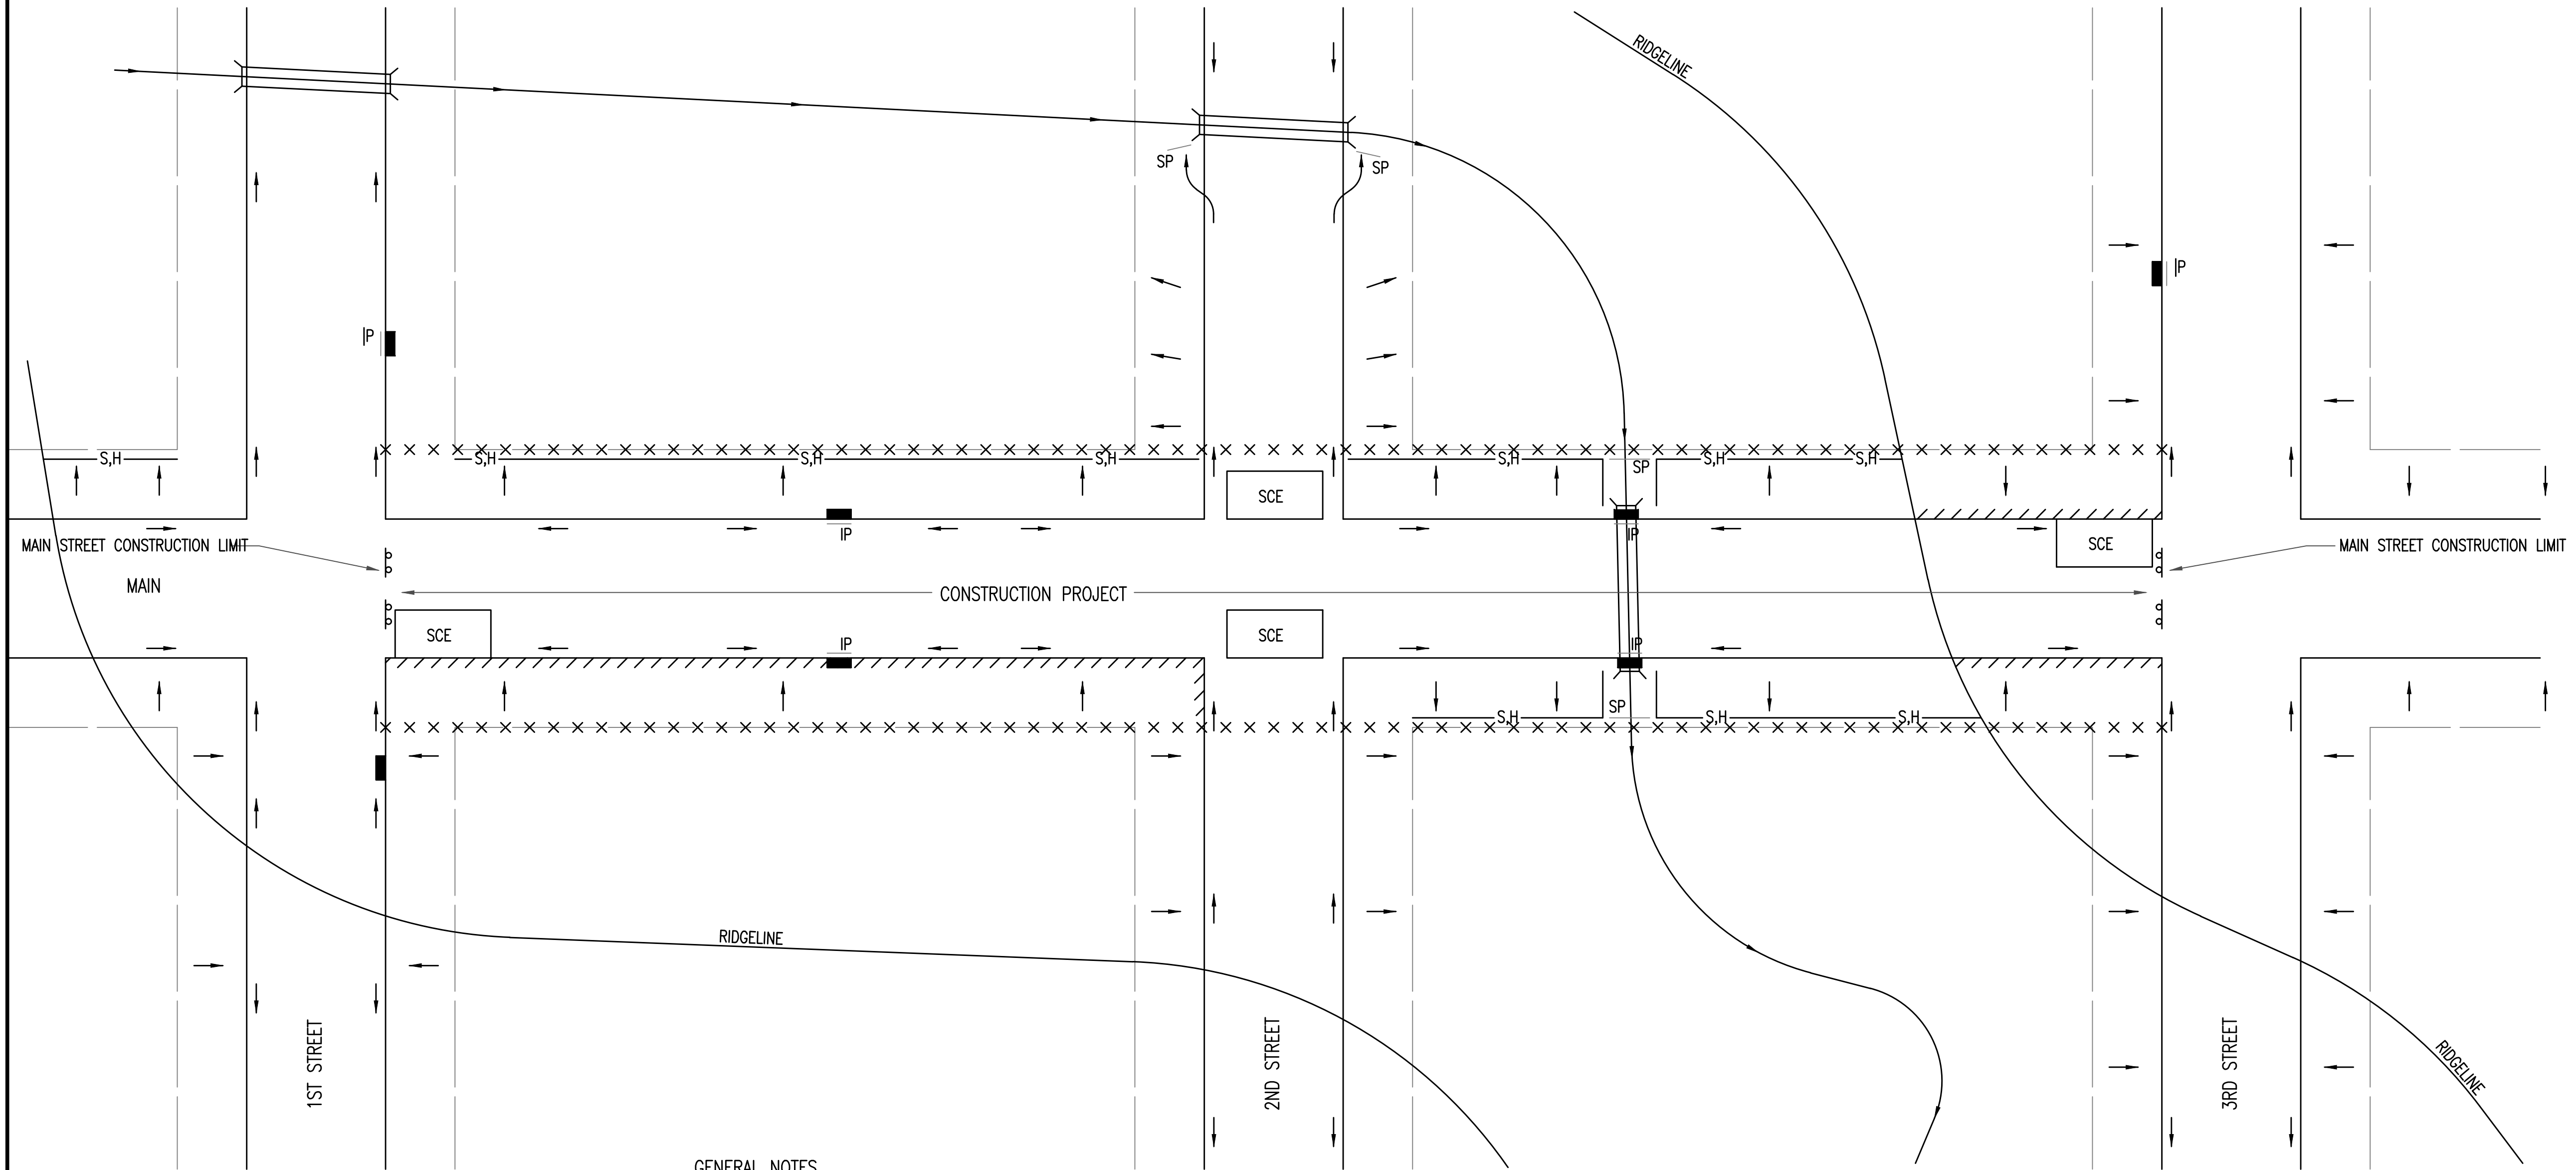 RIDGELINE
SP
SP
IP
IP
S,H
S,H
S,H
S,H
S,H
SP
S,H
S,H
SCE
IP
IP
SCE
MAIN STREET CONSTRUCTION LIMIT
MAIN STREET CONSTRUCTION LIMIT
MAIN
CONSTRUCTION PROJECT
SCE
SCE
IP
IP
S,H
SP
S,H
S,H
RIDGELINE
1ST STREET
2ND STREET
3RD STREET
RIDGELINE
GENERAL NOTES